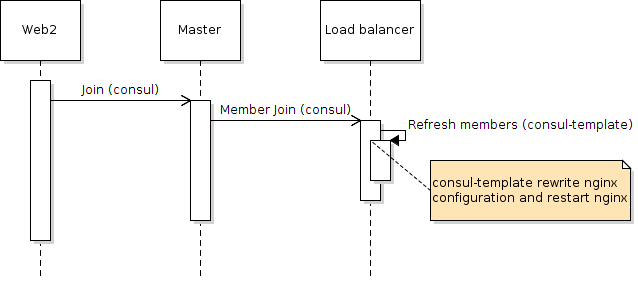 Web2
Master
Load balancer
Join (consul)
Member Join (consul)
Refresh members (consul-template)
consul-template rewrite nginx
configuration and restart nginx